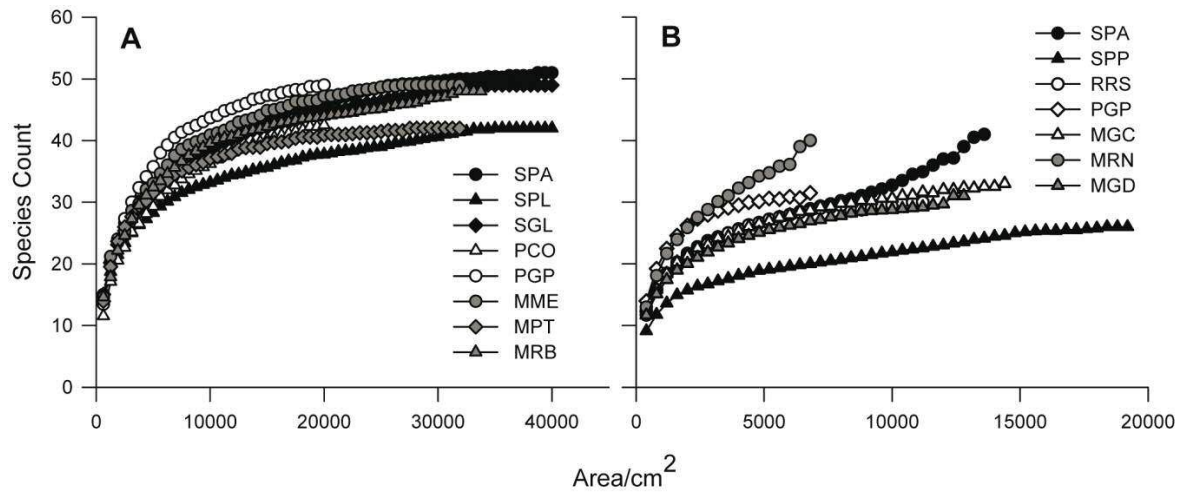 A
B
Species Count
60
50
40
30
20
10
0
0
10000
20000
30000
40000
SPA
SPL
SGL
PCO
PGP
MME
MPT
MRB
0
5000
10000
15000
20000
SPA
SPP
RRS
PGP
MGC
MRN
MGD
Area/cm²